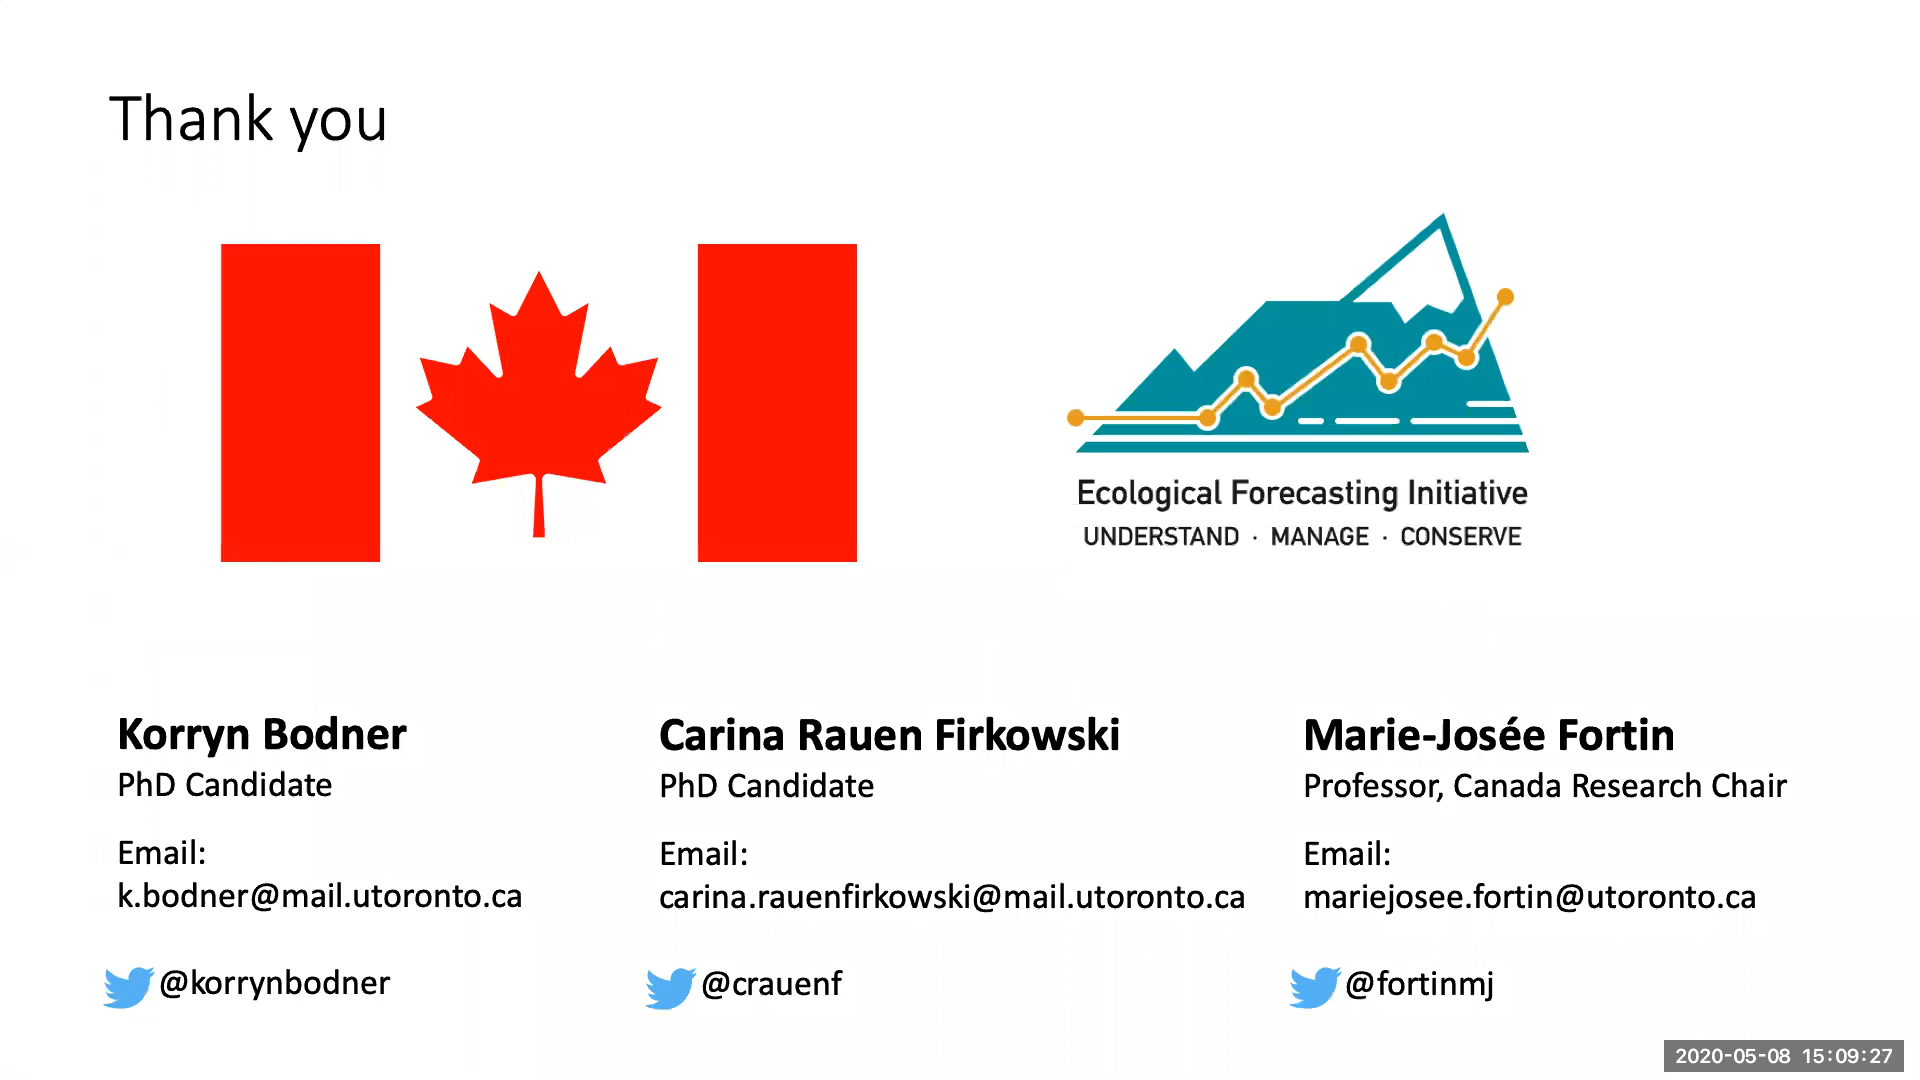 Thank you
Ecological Forecasting Initiative
UNDERSTAND · MANAGE · CONSERVE
Korryn Bodner
PhD Candidate
Email:
k.bodner@mail.utoronto.ca
@korrynbodner
Carina Rauen Firkowski
PhD Candidate
Email:
carina.rauenfirkowski@mail.utoronto.ca
@crauenf
Marie-Josée Fortin
Professor, Canada Research Chair
Email:
mariejosee.fortin@utoronto.ca
@fortinmj
2020-05-08 15:09:27